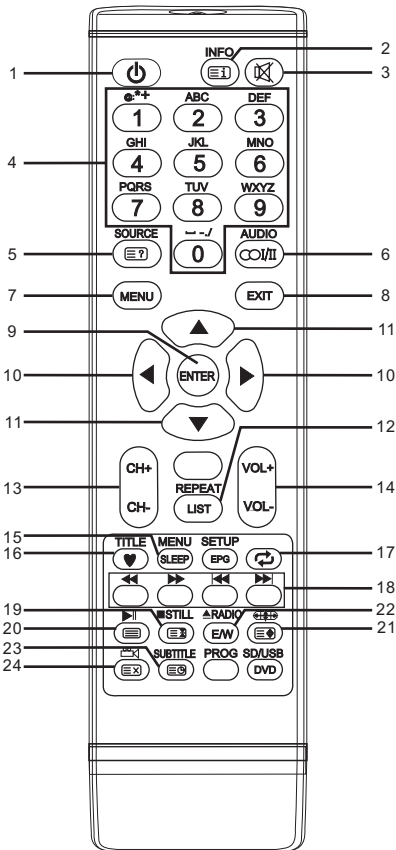 INFO
1
2
3
@:*+ ABC DEF
1 2 3
GHI JKL MNO
4
4 5 6
PQRS TUV WXYZ
7 8 9
SOURCE - ./ AUDIO
5
0
I/II
6
7
MENU
EXIT
8
9
11
10
ENTER
10
11
12
CH+
VOL+
13
REPEAT
14
CH-
LIST
VOL-
15
TITLE MENU SETUP
16
SLEEP EPG
17
18
19
STILL RADIO
22
20
E/W
21
23
SUBTITLE PROG SD/USB
24
DVD